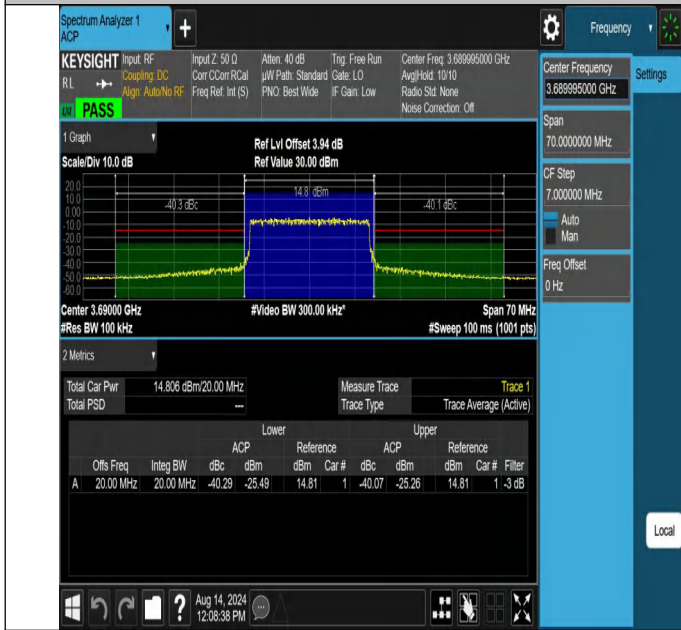 Spectrum Analyzer 1
ACP
+
Frequency
KEYSIGHT
Input: RF
Coupling: DC
Align: Auto/No RF
Input Z: 50 Ω
Corr CCorr RCal
Freq Ref: Int (S)
Atten: 40 dB
µW Path: Standard
PNO: Best Wide
Trig: Free Run
Gate: LO
IF Gain: Low
Center Freq: 3.689995000 GHz
Avg|Hold: 10/10
Radio Std: None
Noise Correction: Off
RL
LXI
PASS
Center Frequency
3.689995000 GHz
Settings
Span
70.0000000 MHz
CF Step
7.000000 MHz
Auto
Man
Freq Offset
0 Hz
1 Graph
Scale/Div 10.0 dB
Ref Lvl Offset 3.94 dB
Ref Value 30.00 dBm
20.0
10.0
0.00
-10.0
-20.0
-30.0
-40.0
-50.0
-60.0
-40.3 dBc
14.8 dBm
-40.1 dBc
Center 3.69000 GHz
#Video BW 300.00 kHz*
Span 70 MHz
#Res BW 100 kHz
#Sweep 100 ms (1001 pts)
2 Metrics
Total Car Pwr 14.806 dBm/20.00 MHz
Measure Trace Trace 1
Total PSD ---
Trace Type Trace Average (Active)
Lower Upper
ACP Reference ACP Reference
Offs Freq Integ BW dBc dBm dBm Car # dBc dBm dBm Car # Filter
A 20.00 MHz 20.00 MHz -40.29 -25.49 14.81 1 -40.07 -25.26 14.81 1 -3 dB
Local
?
Aug 14, 2024
12:08:38 PM